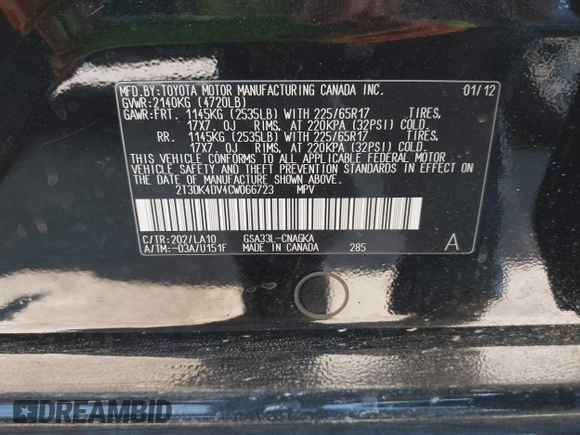 MFD.BY:TOYOTA MOTOR MANUFACTURING CANADA INC. 01/12
GVWR:2140KG (4720LB)
GAWR:FRT. 1145KG (2535LB) WITH 225/65R17 TIRES,
17X7.0J RIMS, AT 220KPA (32PSI) COLD.
RR. 1145KG (2535LB) WITH 225/65R17 TIRES,
17X7.0J RIMS, AT 220KPA (32PSI) COLD.
THIS VEHICLE CONFORMS TO ALL APPLICABLE FEDERAL MOTOR
VEHICLE SAFETY STANDARDS IN EFFECT ON THE
DATE OF MANUFACTURE SHOWN ABOVE.
2T3DK4DV4CW066723 MPV
C/TR:202/LA10 GSA33L-CNAGKA
A/TM:-03A/U151F MADE IN CANADA 285 A
DREAMBID